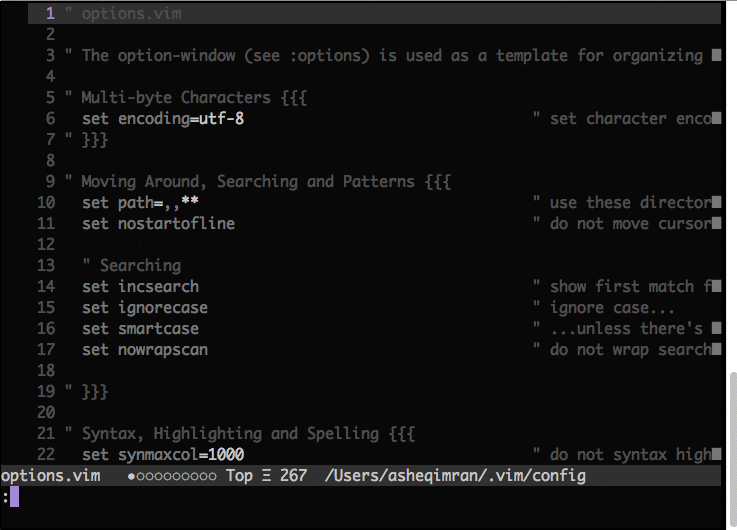 1 " options.vim
2
3 " The option-window (see :options) is used as a template for organizing
4
5 " Multi-byte Characters {{{
6 set encoding=utf-8 " set character enco
7 " }}}
8
9 " Moving Around, Searching and Patterns {{{
10 set path=,,** " use these director
11 set nostartofline " do not move cursor
12
13 " Searching
14 set incsearch " show first match f
15 set ignorecase " ignore case...
16 set smartcase " ...unless there's
17 set nowrapscan " do not wrap search
18
19 " }}}
20
21 " Syntax, Highlighting and Spelling {{{
22 set synmaxcol=1000 " do not syntax high
options.vim ●○○○○○○○○○ Top Ξ 267 /Users/asheqimran/.vim/config
: